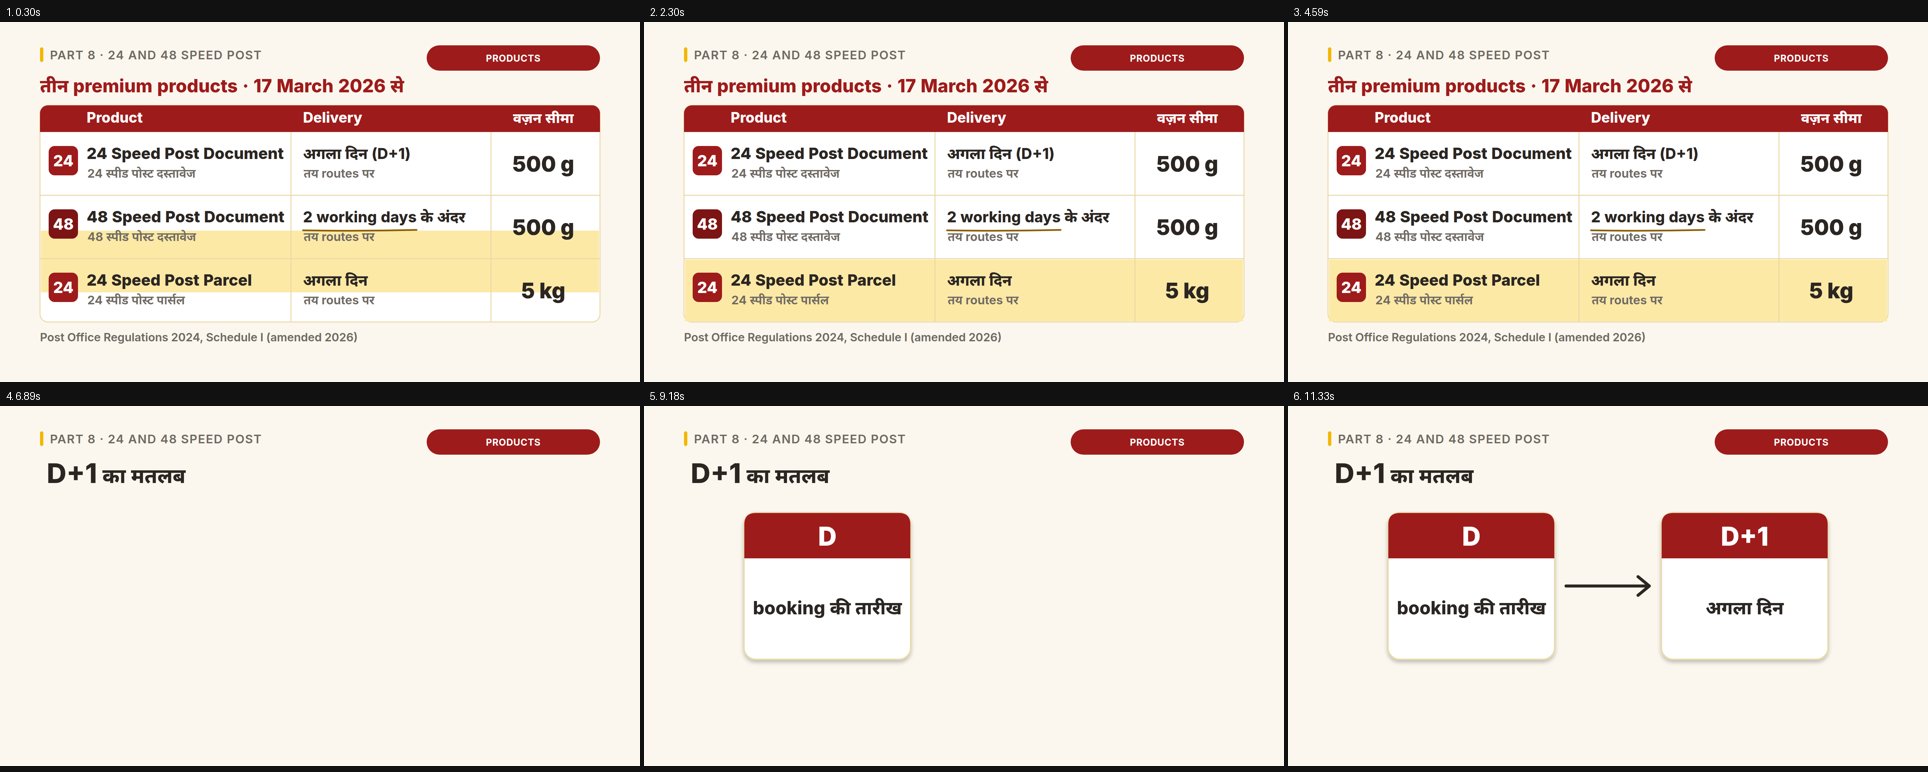 1. 0.30s
PART 8 · 24 AND 48 SPEED POST
PRODUCTS
तीन premium products · 17 March 2026 से
Product Delivery वज़न सीमा
24 24 Speed Post Document अगला दिन (D+1) 500 g
24 स्पीड पोस्ट दस्तावेज तय routes पर
48 48 Speed Post Document 2 working days के अंदर 500 g
48 स्पीड पोस्ट दस्तावेज तय routes पर
24 24 Speed Post Parcel अगला दिन 5 kg
24 स्पीड पोस्ट पार्सल तय routes पर
Post Office Regulations 2024, Schedule I (amended 2026)
2. 2.30s
PART 8 · 24 AND 48 SPEED POST
PRODUCTS
तीन premium products · 17 March 2026 से
Product Delivery वज़न सीमा
24 24 Speed Post Document अगला दिन (D+1) 500 g
24 स्पीड पोस्ट दस्तावेज तय routes पर
48 48 Speed Post Document 2 working days के अंदर 500 g
48 स्पीड पोस्ट दस्तावेज तय routes पर
24 24 Speed Post Parcel अगला दिन 5 kg
24 स्पीड पोस्ट पार्सल तय routes पर
Post Office Regulations 2024, Schedule I (amended 2026)
3. 4.59s
PART 8 · 24 AND 48 SPEED POST
PRODUCTS
तीन premium products · 17 March 2026 से
Product Delivery वज़न सीमा
24 24 Speed Post Document अगला दिन (D+1) 500 g
24 स्पीड पोस्ट दस्तावेज तय routes पर
48 48 Speed Post Document 2 working days के अंदर 500 g
48 स्पीड पोस्ट दस्तावेज तय routes पर
24 24 Speed Post Parcel अगला दिन 5 kg
24 स्पीड पोस्ट पार्सल तय routes पर
Post Office Regulations 2024, Schedule I (amended 2026)
4. 6.89s
PART 8 · 24 AND 48 SPEED POST
PRODUCTS
D+1 का मतलब
5. 9.18s
PART 8 · 24 AND 48 SPEED POST
PRODUCTS
D+1 का मतलब
D
booking की तारीख
6. 11.33s
PART 8 · 24 AND 48 SPEED POST
PRODUCTS
D+1 का मतलब
D D+1
booking की तारीख अगला दिन